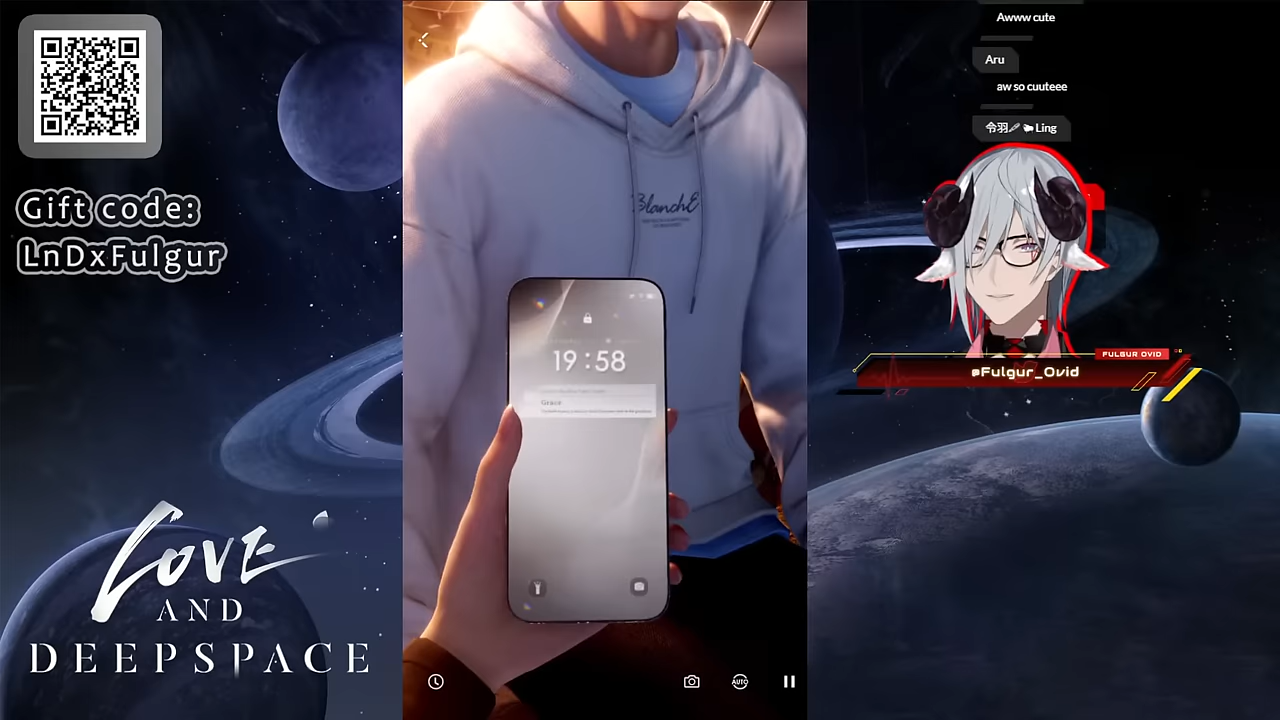 Gift code:
LnDxFulgur
LOVE
AND
DEEPSPACE
BlanchE
19:58
Grace
AUTO
Awww cute
Aru
aw so cuuteee
令羽🪶🐑Ling
FULGUR OVID
@Fulgur_Ovid